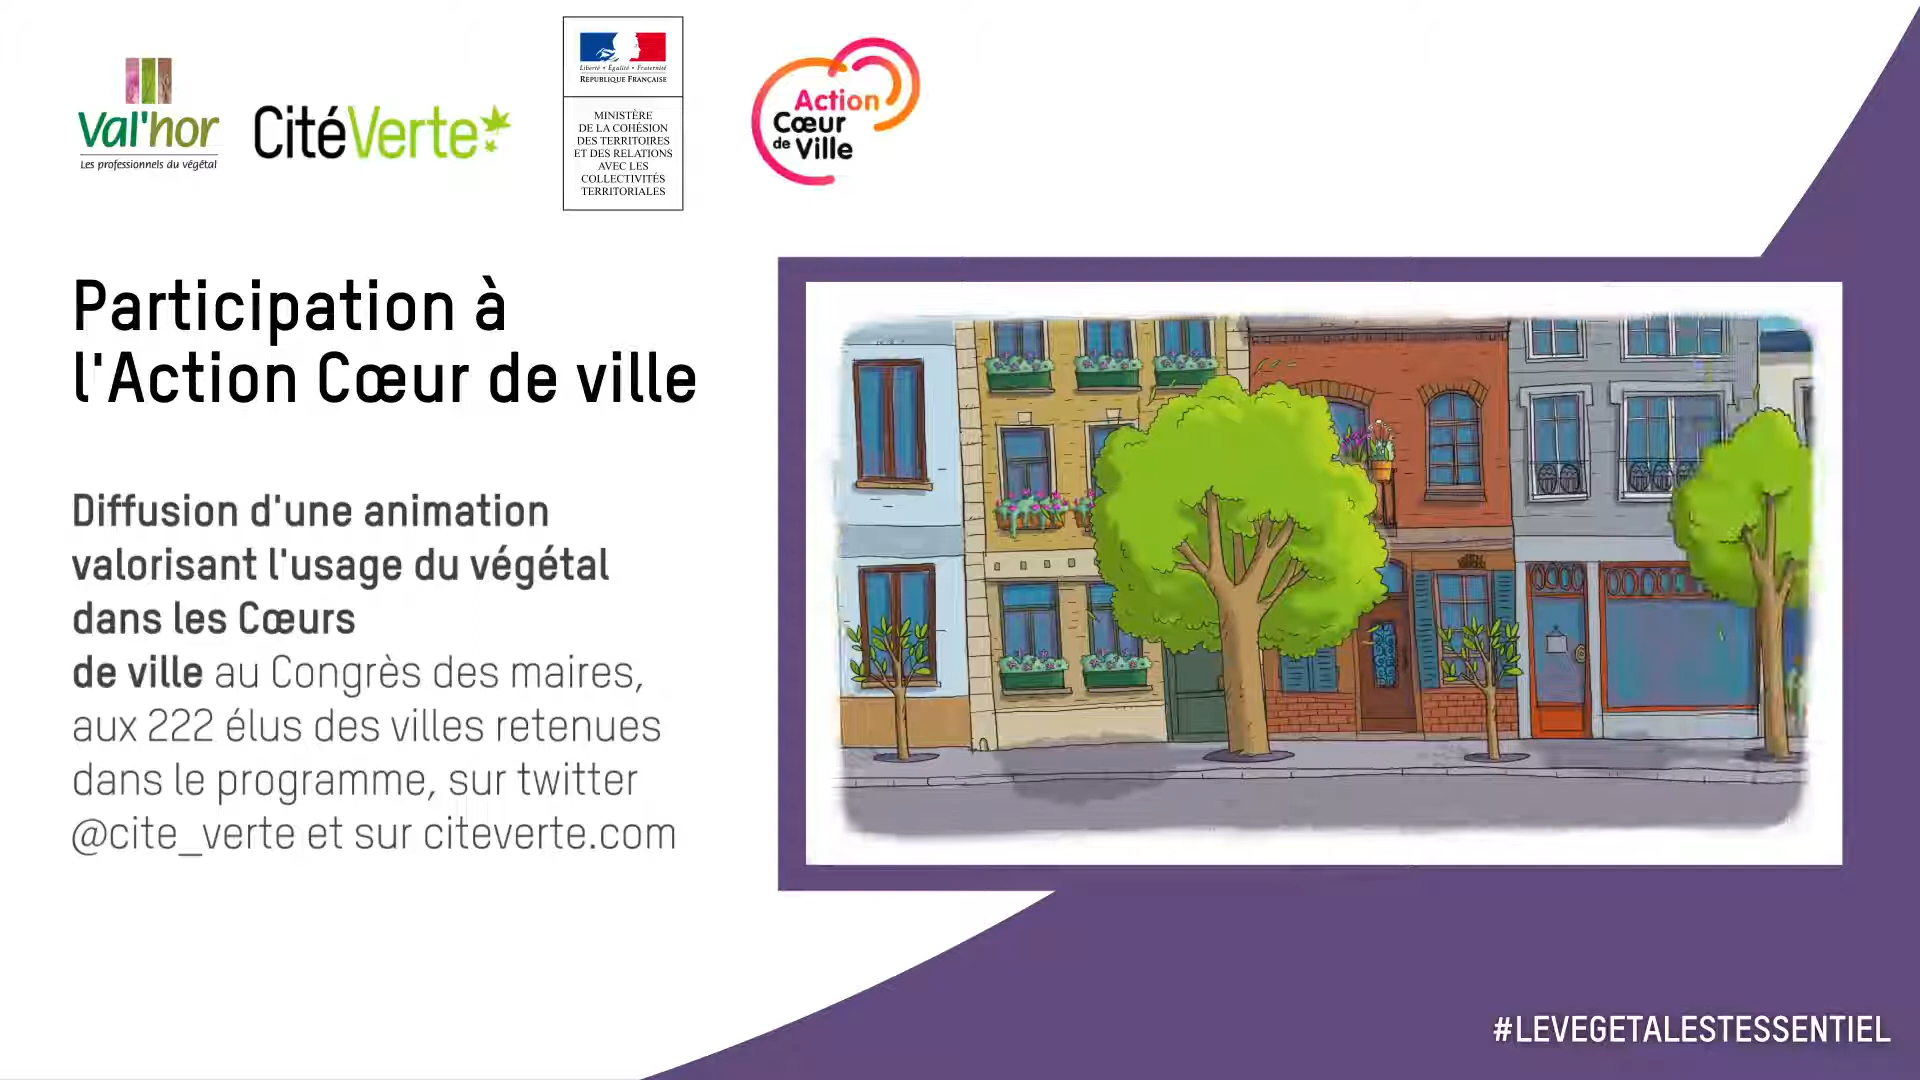 Val'hor
Les professionnels du végétal
CitéVerte
Liberté • Égalité • Fraternité
RÉPUBLIQUE FRANÇAISE
MINISTÈRE
DE LA COHÉSION
DES TERRITOIRES
ET DES RELATIONS
AVEC LES
COLLECTIVITÉS
TERRITORIALES
Action
Cœur
de Ville
Participation à
l'Action Cœur de ville
Diffusion d'une animation
valorisant l'usage du végétal
dans les Cœurs
de ville au Congrès des maires,
aux 222 élus des villes retenues
dans le programme, sur twitter
@cite_verte et sur citeverte.com
#LEVEGETALESTESSENTIEL